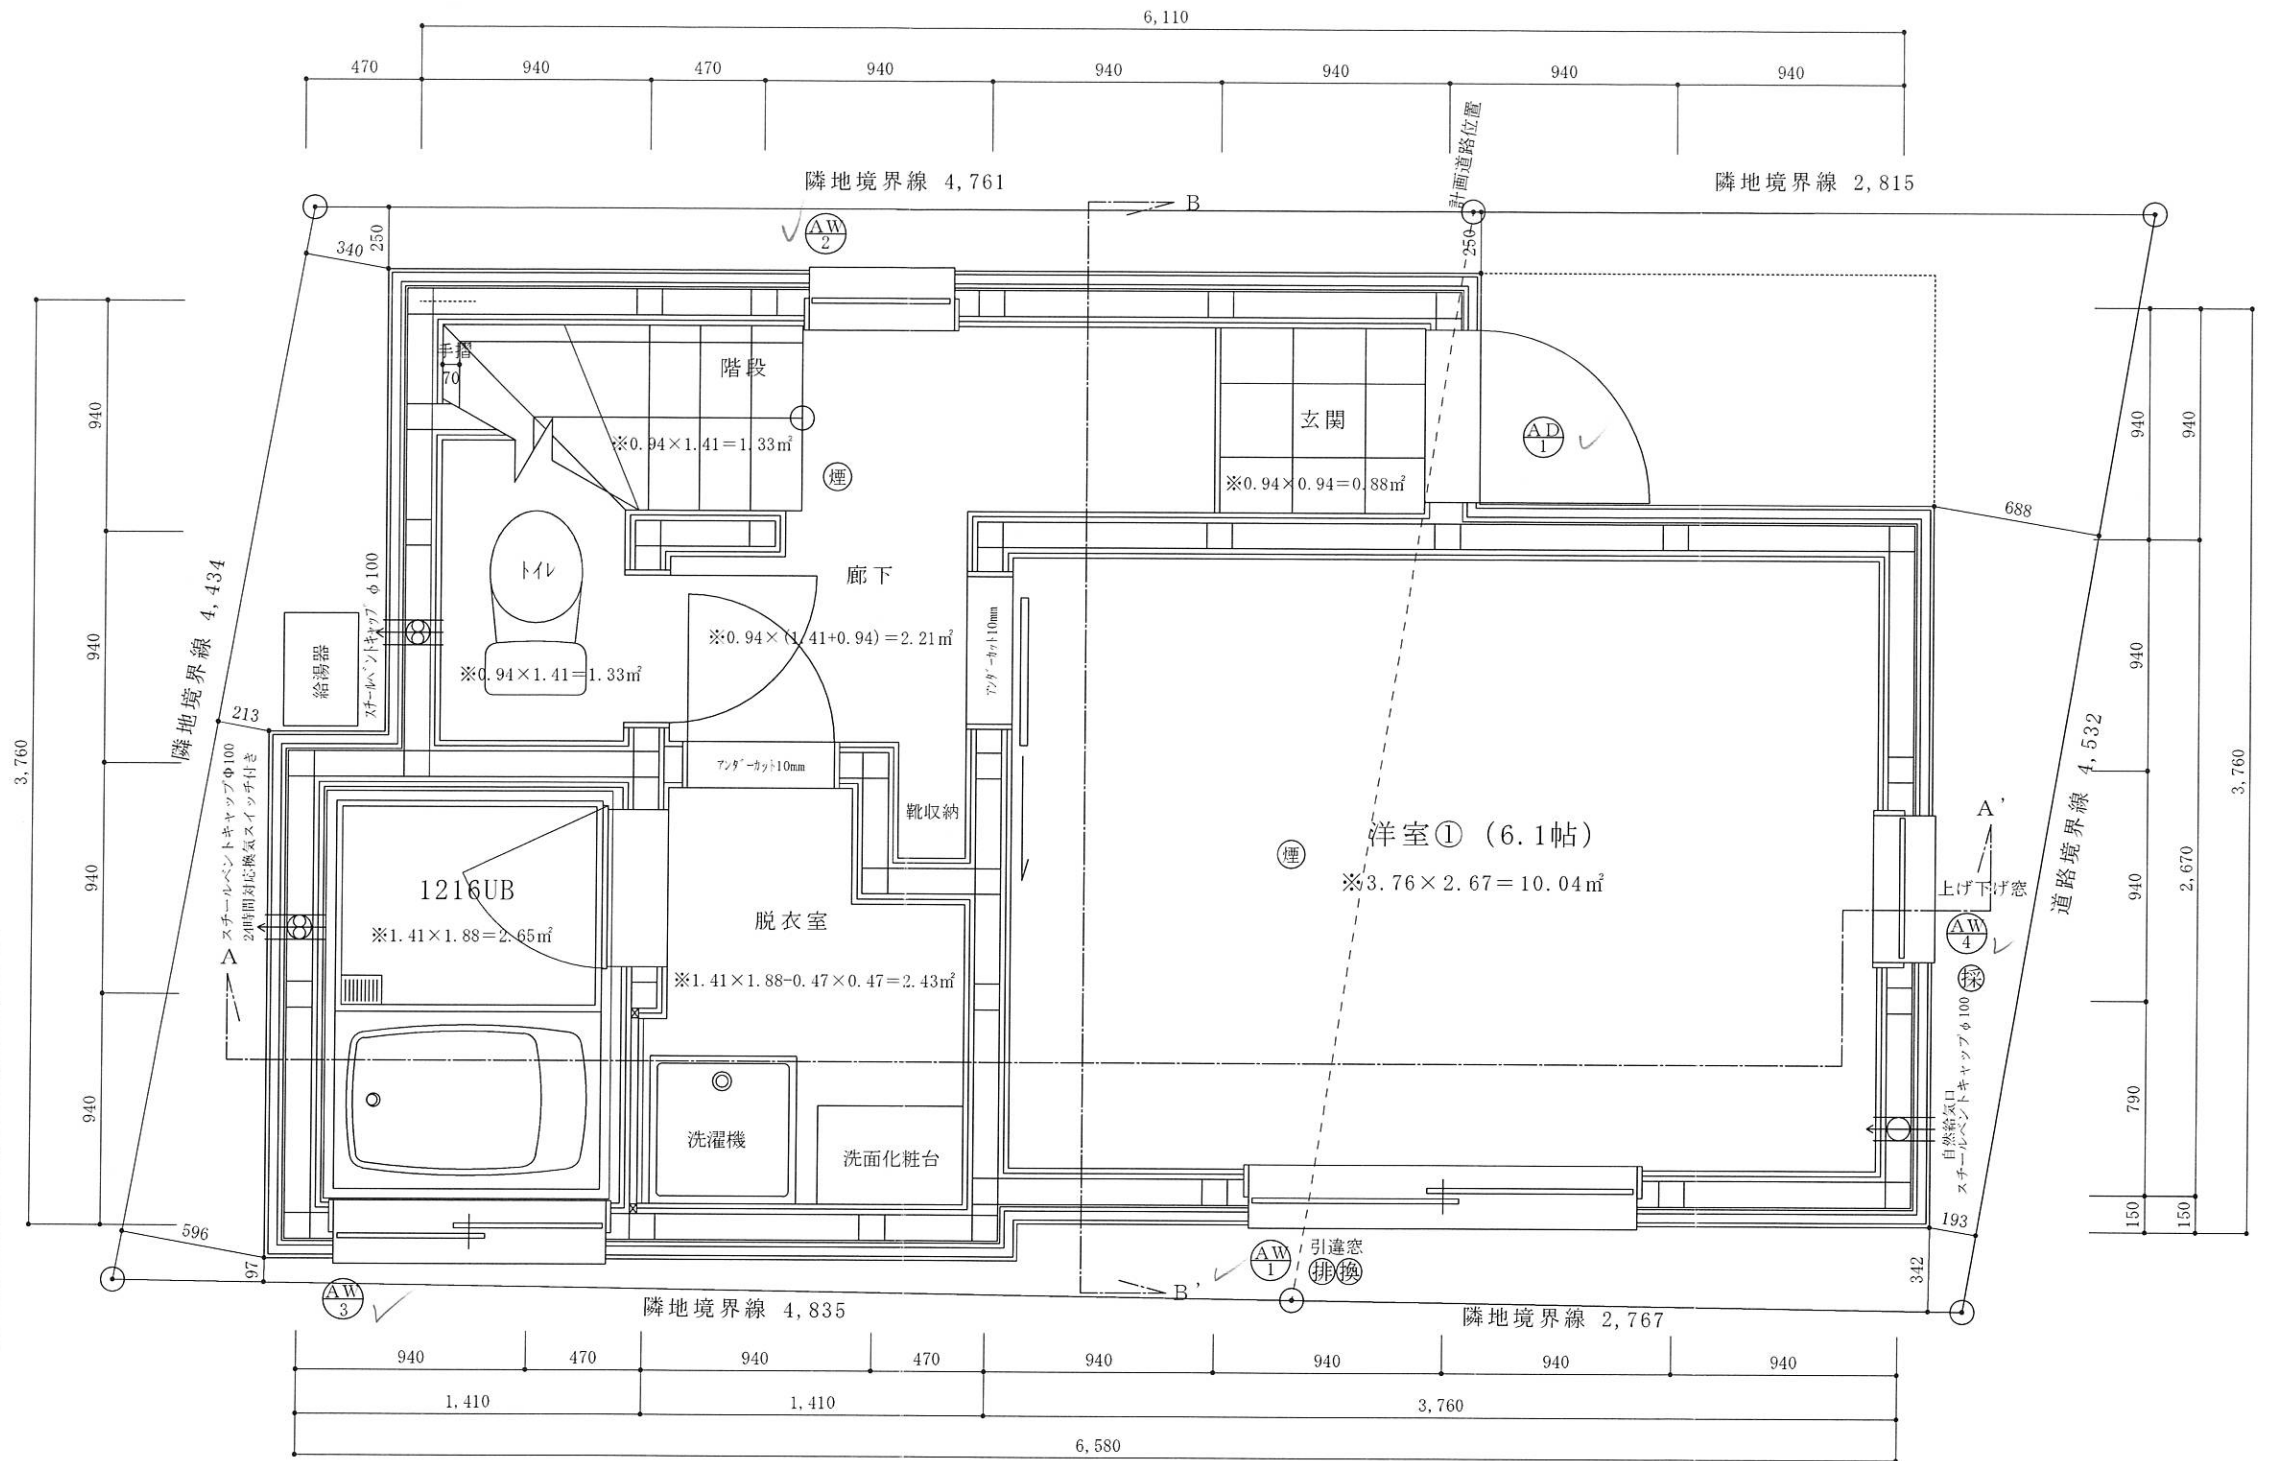 6,110
470
940
470
940
940
940
940
940
計画道路位置
隣地境界線 4,761
隣地境界線 2,815
B
AW
2
340
250
250
手摺
70
階段
※0.94×1.41=1.33㎡
煙
玄関
※0.94×0.94=0.88㎡
AD
1
688
940
940
940
940
3,760
940
940
940
790
150
940
2,670
150
3,760
隣地境界線 4,434
給湯器
スチールベントキャップ φ100
トイレ
※0.94×1.41=1.33㎡
廊下
※0.94×(1.41+0.94)=2.21㎡
アンダーカット10mm
アンダーカット10mm
213
スチールベントキャップΦ100
24時間対応換気スイッチ付き
靴収納
1216UB
※1.41×1.88=2.65㎡
A
脱衣室
※1.41×1.88-0.47×0.47=2.43㎡
煙
洋室① (6.1帖)
※3.76×2.67=10.04㎡
A'
上げ下げ窓
AW
4
採
道路境界線 4,532
自然給気口
スチールベントキャップφ100
洗濯機
洗面化粧台
596
97
193
342
AW
3
隣地境界線 4,835
B'
AW
1
引違窓
排換
隣地境界線 2,767
940
470
940
470
940
940
940
940
1,410
1,410
3,760
6,580